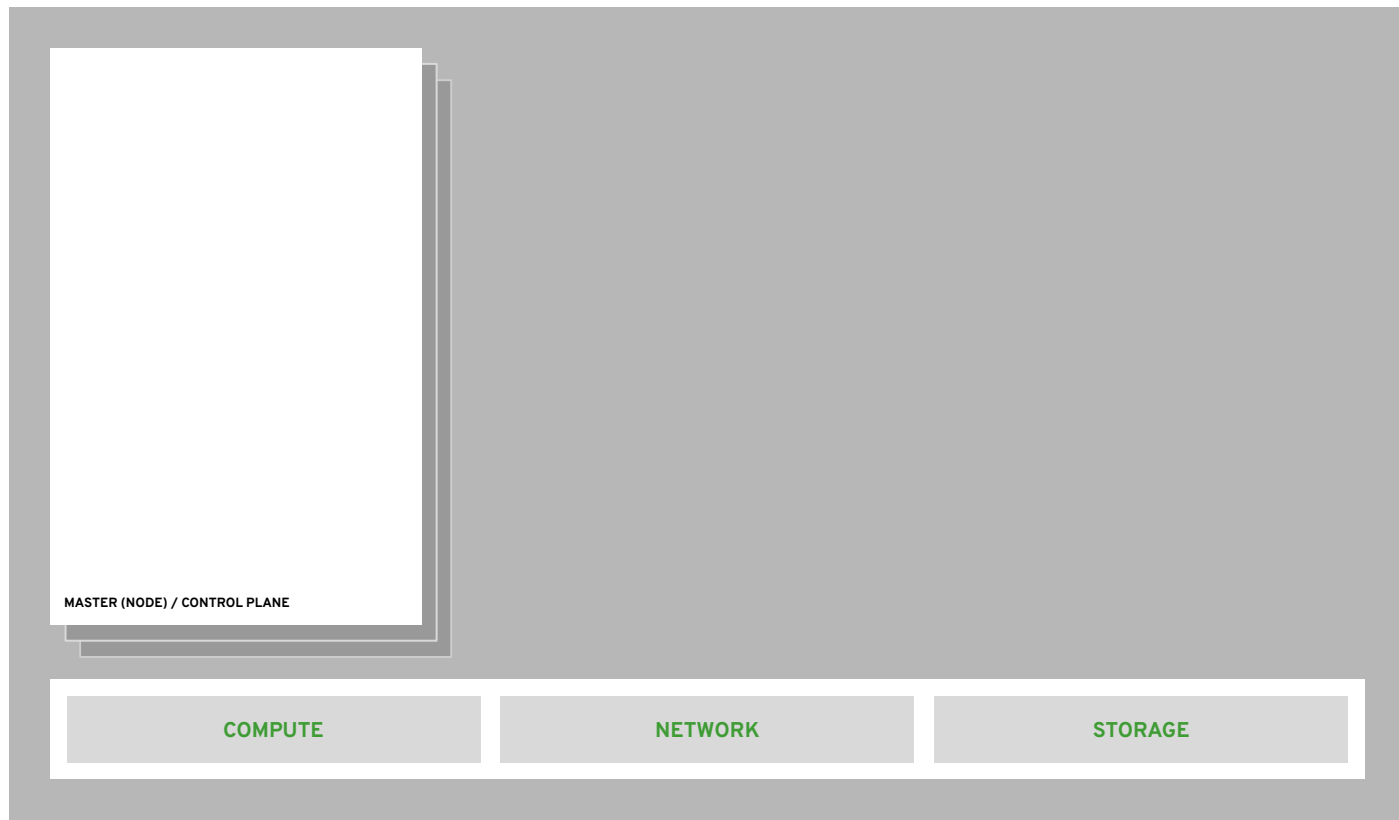 MASTER (NODE) / CONTROL PLANE
COMPUTE
NETWORK
STORAGE